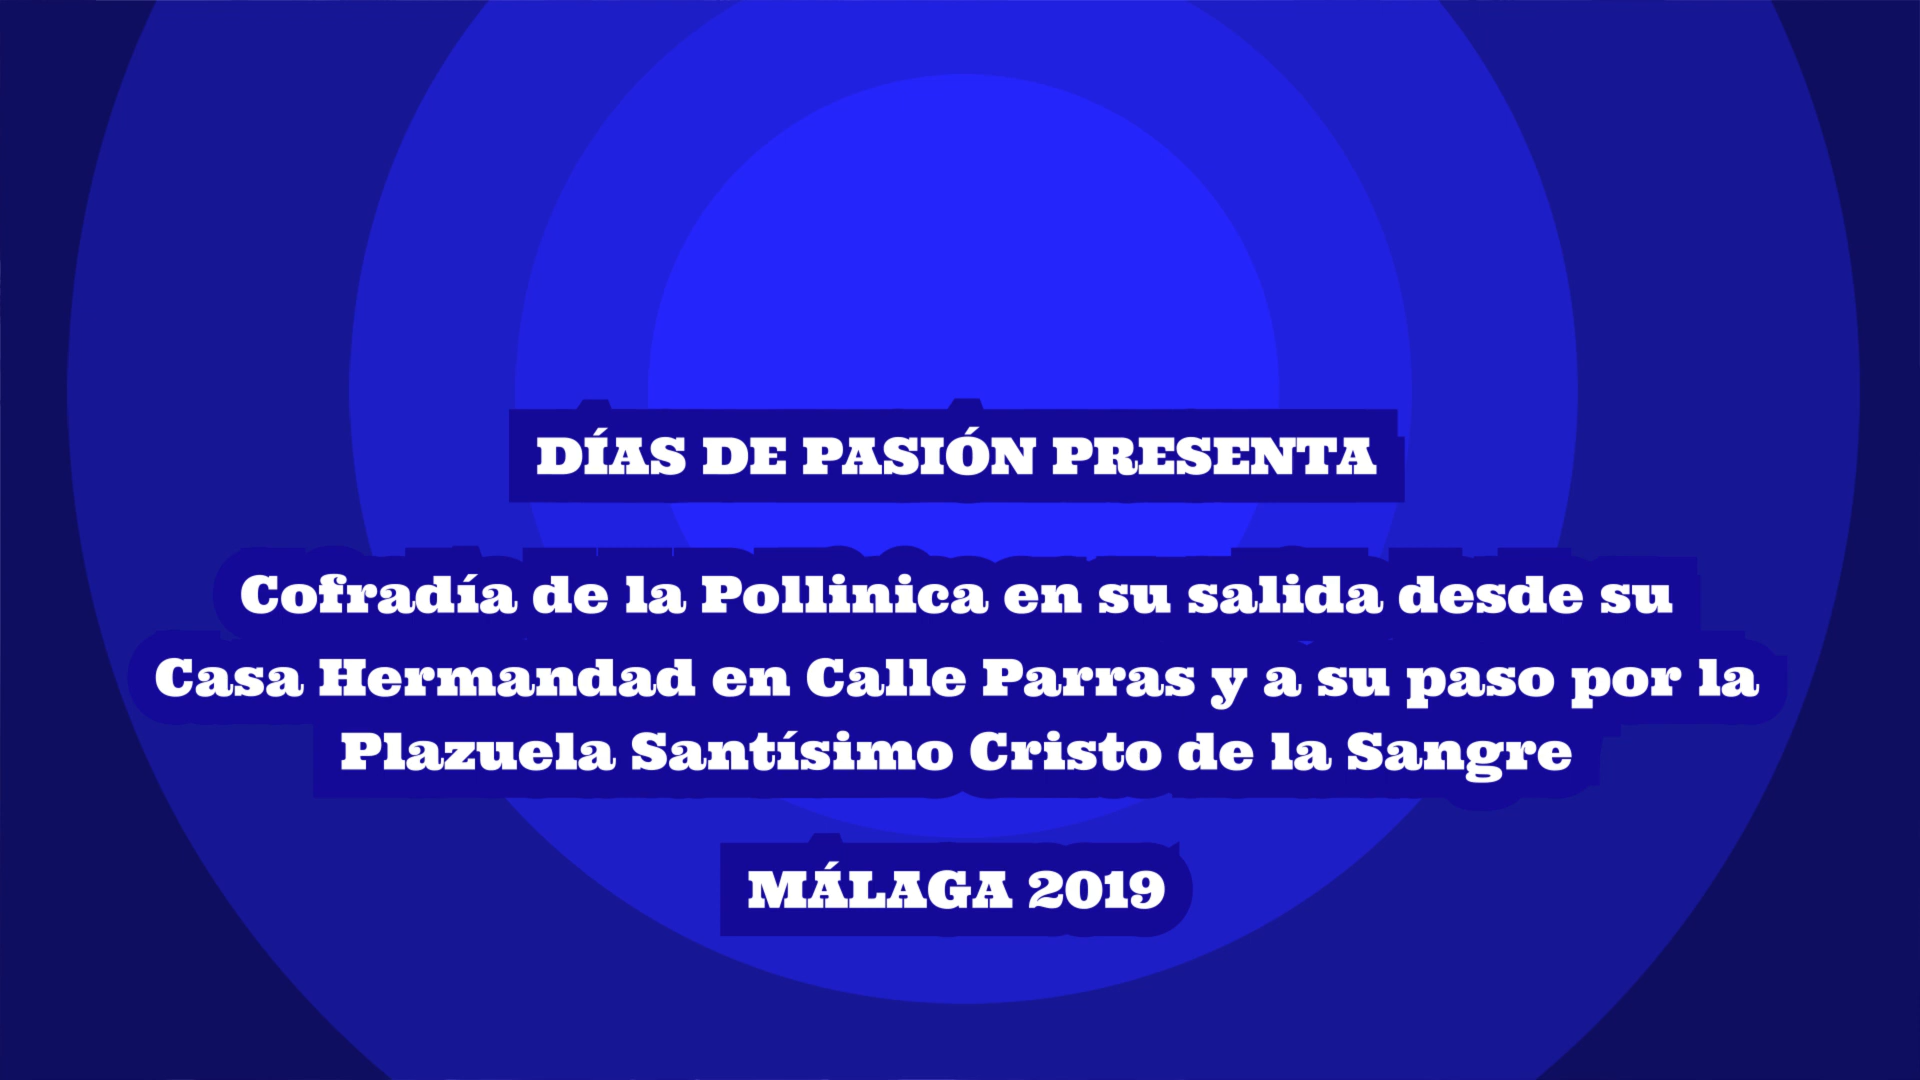 DÍAS DE PASIÓN PRESENTA
Cofradía de la Pollinica en su salida desde su
Casa Hermandad en Calle Parras y a su paso por la
Plazuela Santísimo Cristo de la Sangre
MÁLAGA 2019